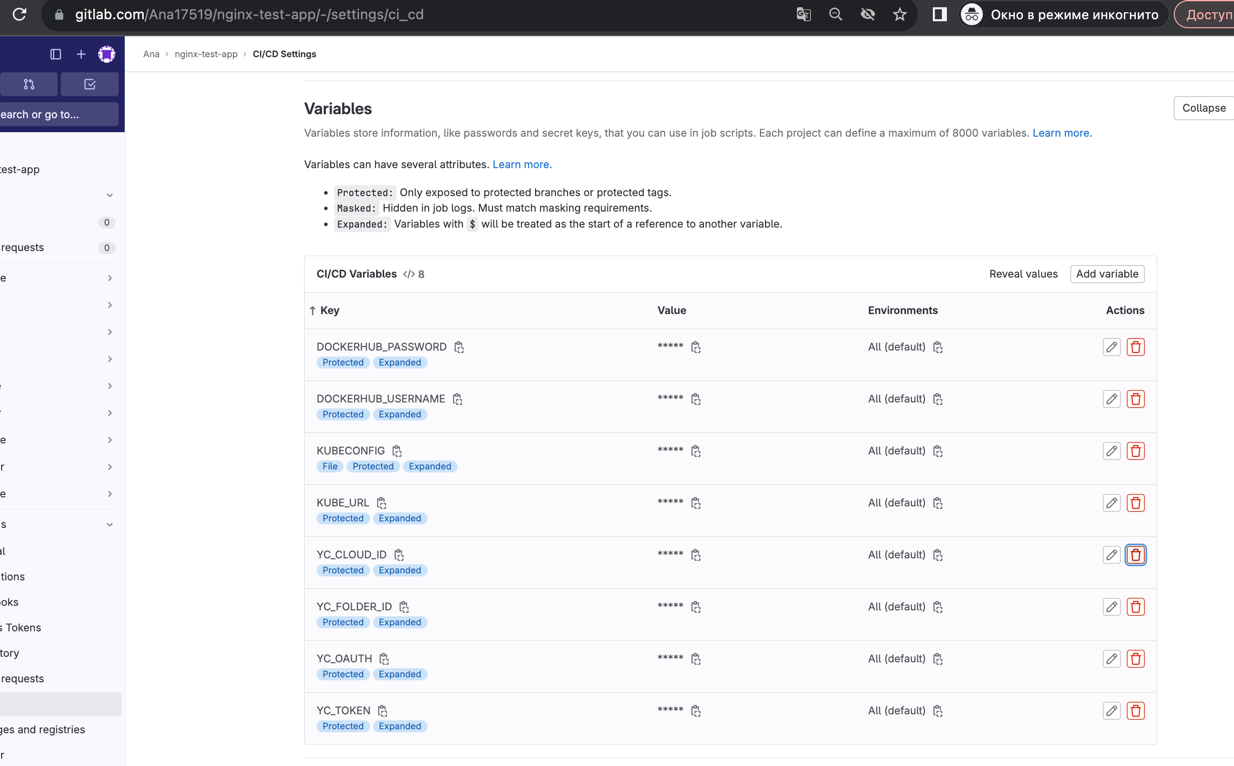 gitlab.com/Ana17519/nginx-test-app/-/settings/ci_cd
Окно в режиме инкогнито
Доступ
earch or go to...
Ana › nginx-test-app › CI/CD Settings
Variables
Collapse
Variables store information, like passwords and secret keys, that you can use in job scripts. Each project can define a maximum of 8000 variables. Learn more.
Variables can have several attributes. Learn more.
• Protected: Only exposed to protected branches or protected tags.
• Masked: Hidden in job logs. Must match masking requirements.
• Expanded: Variables with $ will be treated as the start of a reference to another variable.
test-app
0
requests 0
e
e
r
e
s
al
tions
ooks
s Tokens
tory
requests
ges and registries
r
CI/CD Variables </> 8 Reveal values Add variable
↑ Key Value Environments Actions
DOCKERHUB_PASSWORD ***** All (default)
Protected Expanded
DOCKERHUB_USERNAME ***** All (default)
Protected Expanded
KUBECONFIG ***** All (default)
File Protected Expanded
KUBE_URL ***** All (default)
Protected Expanded
YC_CLOUD_ID ***** All (default)
Protected Expanded
YC_FOLDER_ID ***** All (default)
Protected Expanded
YC_OAUTH ***** All (default)
Protected Expanded
YC_TOKEN ***** All (default)
Protected Expanded